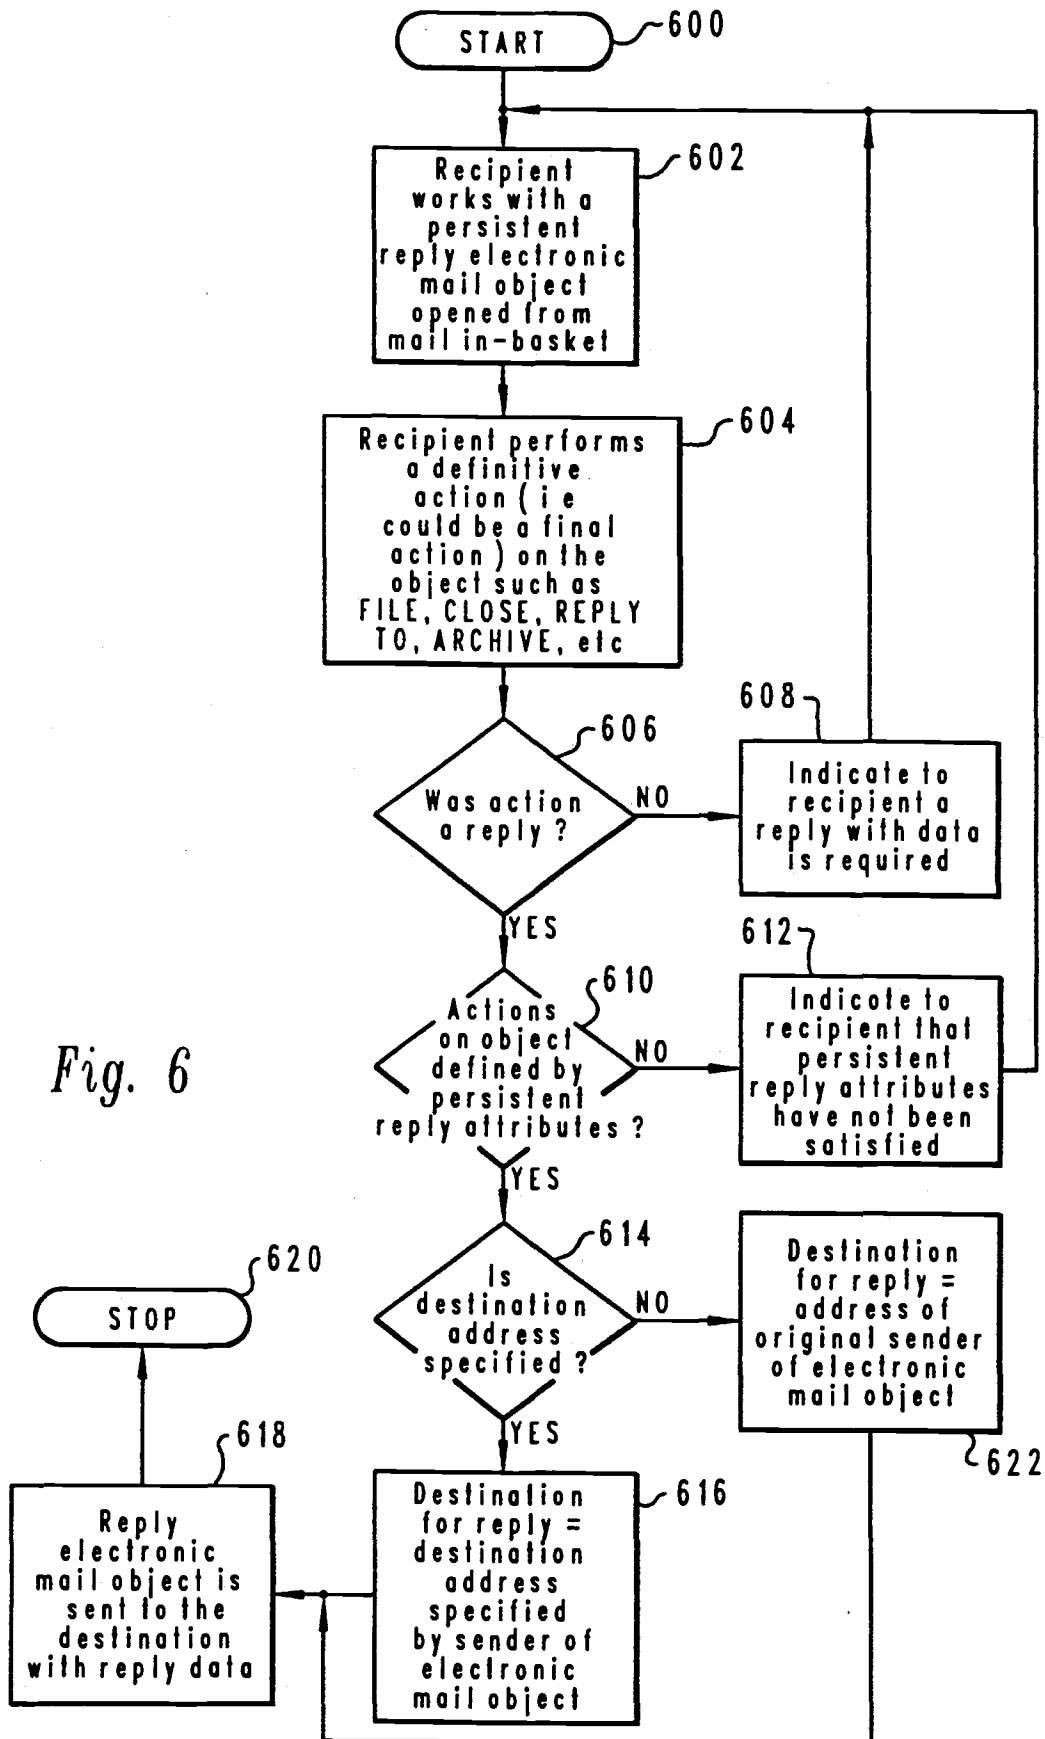 START
600
Recipient
works with a
persistent
reply electronic
mail object
opened from
mail in-basket
602
Recipient performs
a definitive
action ( i e
could be a final
action ) on the
object such as
FILE, CLOSE, REPLY
TO, ARCHIVE, etc
604
Was action
a reply ?
606
NO
YES
608
Indicate to
recipient a
reply with data
is required
Actions
on object
defined by
persistent
reply attributes ?
610
NO
YES
612
Indicate to
recipient that
persistent
reply attributes
have not been
satisfied
Fig. 6
Is
destination
address
specified ?
614
NO
YES
Destination
for reply =
address of
original sender
of electronic
mail object
622
Destination
for reply =
destination
address
specified
by sender of
electronic
mail object
616
618
Reply
electronic
mail object is
sent to the
destination
with reply data
620
STOP